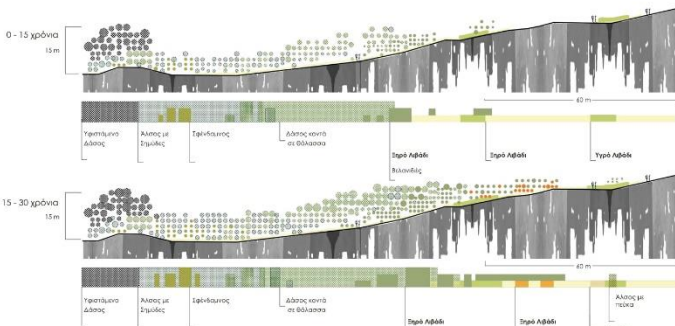 0 - 15 χρόνια
15 m
60 m
Υφιστάμενο
Δάσος
Άλσος με
Σημύδες
Σφένδαμνος
Δάσος κοντά
σε θάλασσα
Ξηρό Λιβάδι
Βελανιδιές
Ξηρό Λιβάδι
Υγρό Λιβάδι
15 - 30 χρόνια
15 m
60 m
Υφιστάμενο
Δάσος
Άλσος με
Σημύδες
Σφένδαμνος
Δάσος κοντά
σε θάλασσα
Ξηρό Λιβάδι
Ξηρό Λιβάδι
Άλσος με
πεύκα